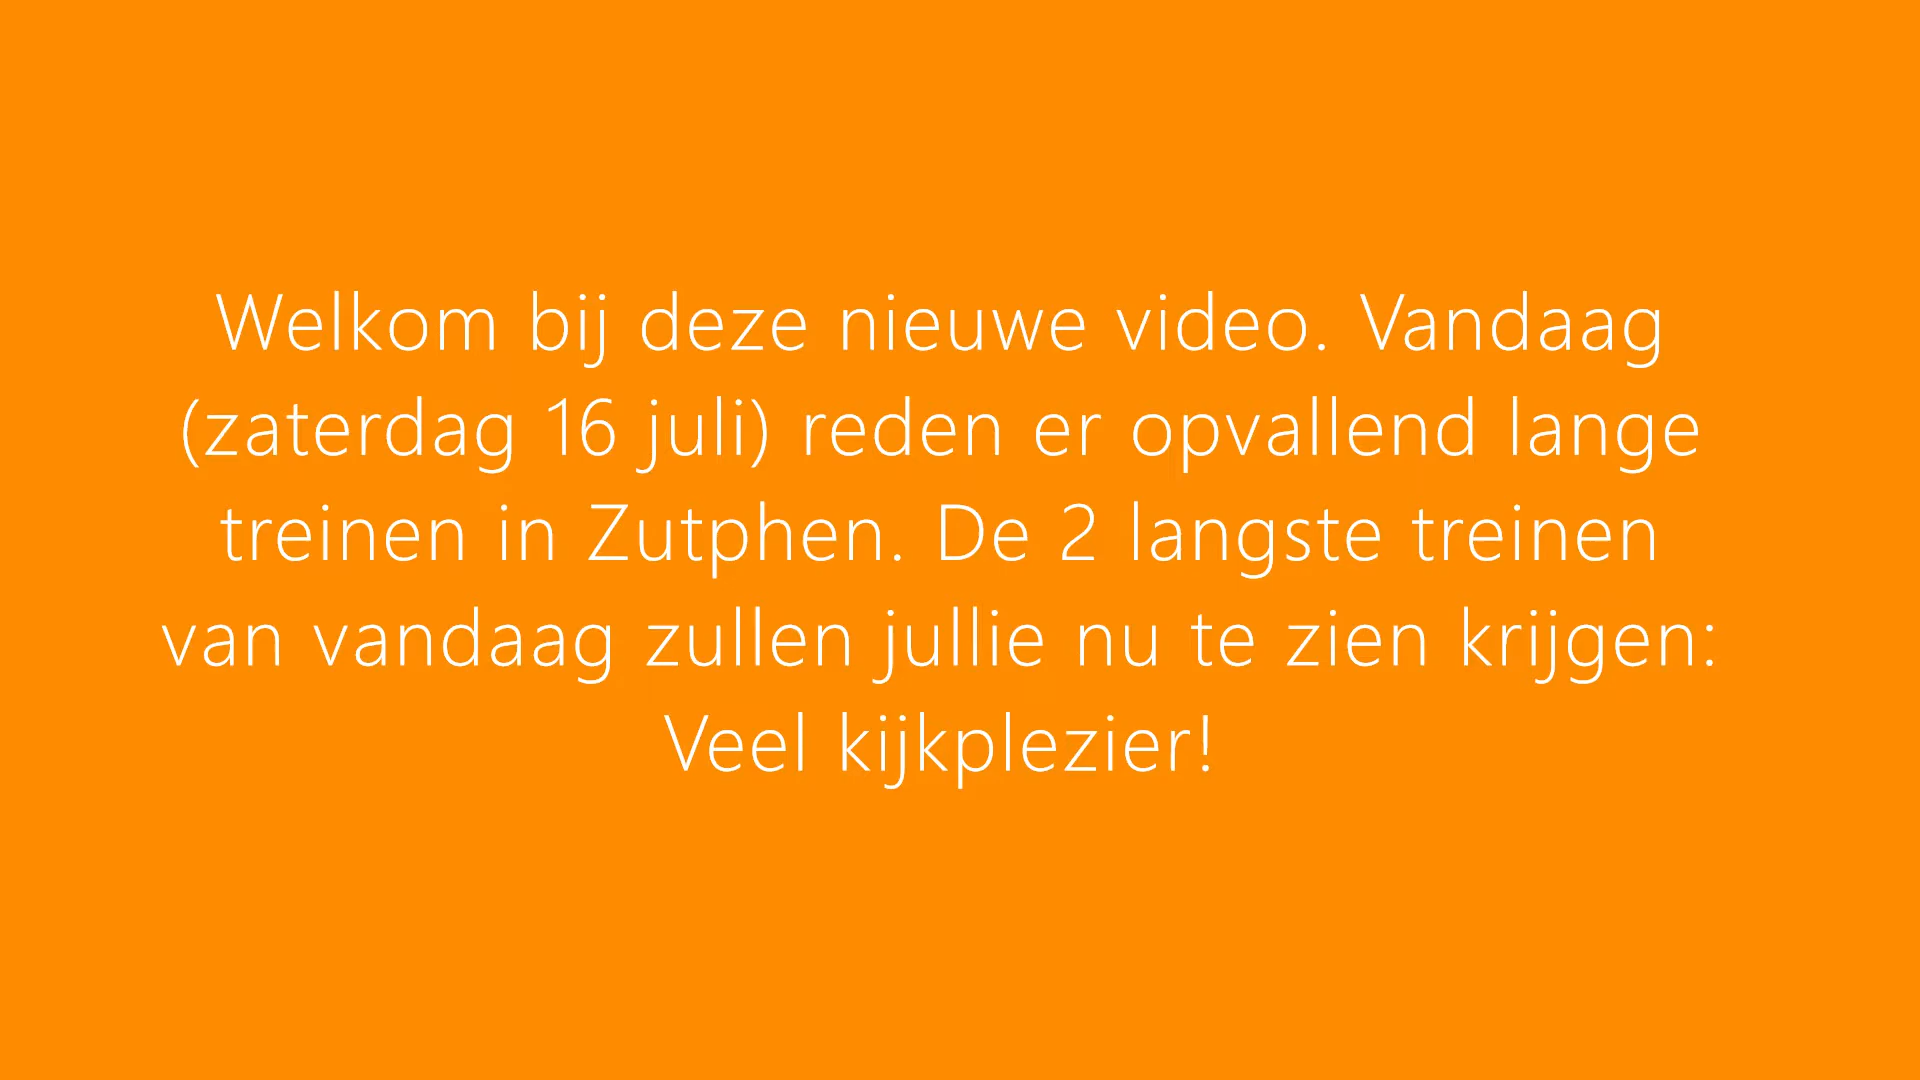 Welkom bij deze nieuwe video. Vandaag
(zaterdag 16 juli) reden er opvallend lange
treinen in Zutphen. De 2 langste treinen
van vandaag zullen jullie nu te zien krijgen:
Veel kijkplezier!